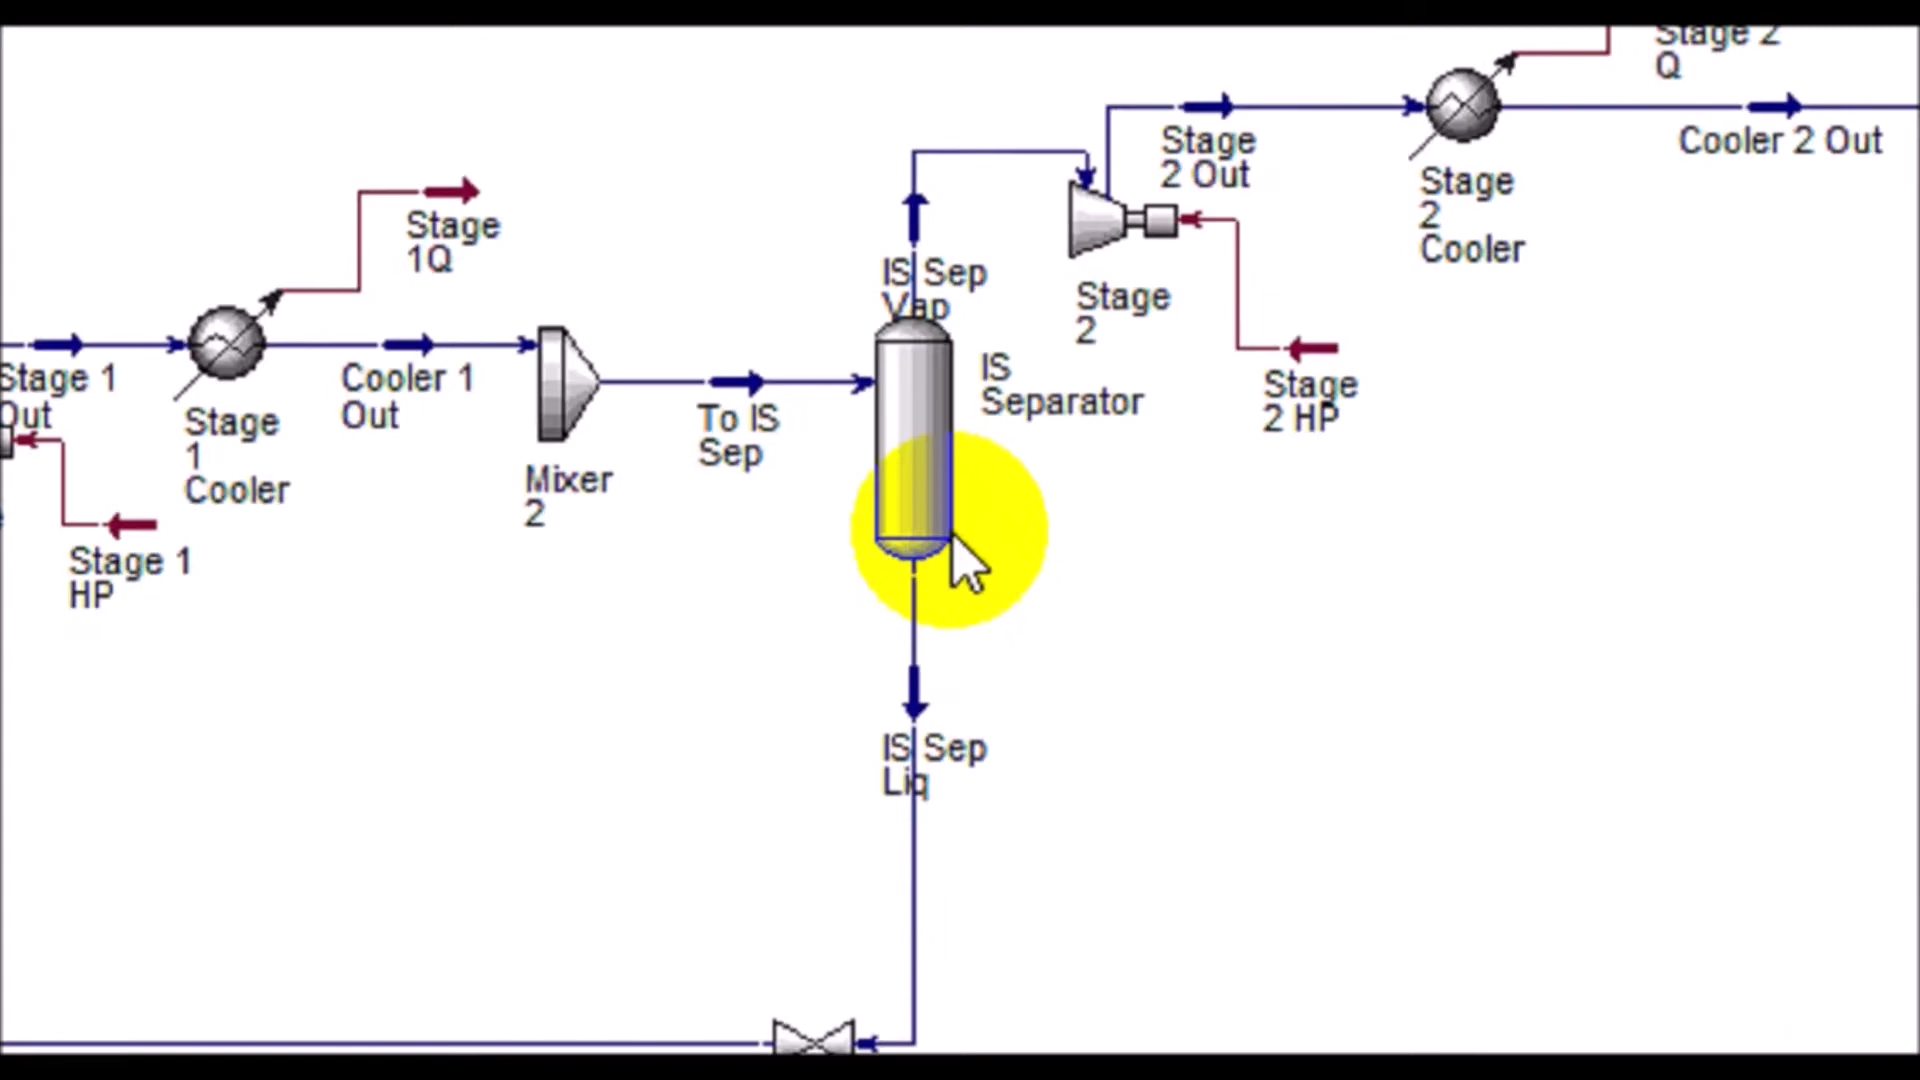 Stage 2
Q
Stage
2 Out
Cooler 2 Out
Stage
2
Cooler
Stage
1Q
IS Sep
Vap
Stage
2
Stage 1
Out
Cooler 1
Out
Stage
1
Cooler
To IS
Sep
IS
Separator
Stage
2 HP
Mixer
2
Stage 1
HP
IS Sep
Liq